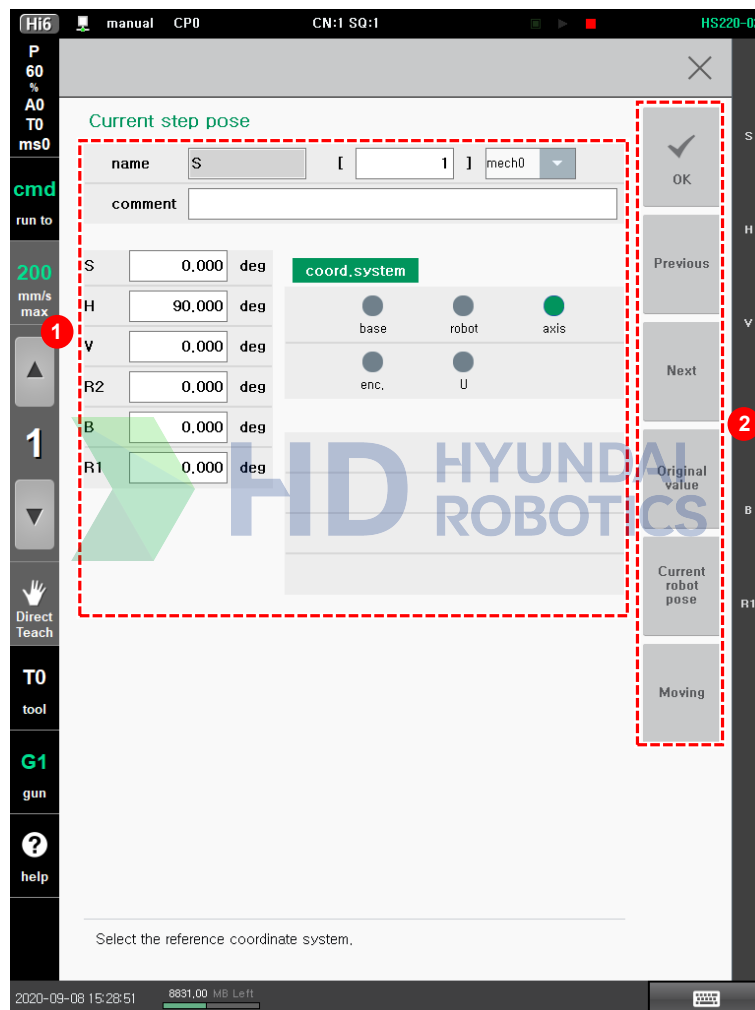 Hi6 manual CP0 CN:1 SQ:1
P
60
%
A0
T0
ms0
cmd
run to
200
mm/s
max
1
Direct
Teach
T0
tool
G1
gun
?
help
Current step pose
name S [ 1 ] mech0
comment
S 0.000 deg
H 90.000 deg
V 0.000 deg
R2 0.000 deg
B 0.000 deg
R1 0.000 deg
coord.system
base robot axis
enc. U
1
2
OK
Previous
Next
Original
value
Current
robot
pose
Moving
S
H
V
B
R1
HD HYUNDAI
ROBOTICS
Select the reference coordinate system.
2020-09-08 15:28:51 8831.00 MB Left